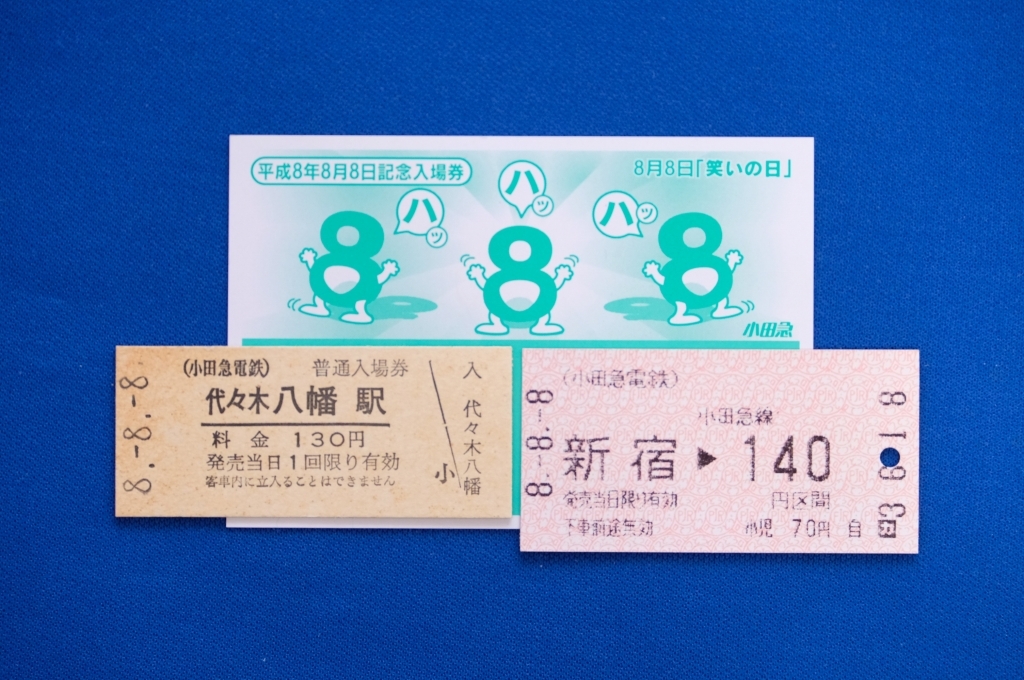 平成8年8月8日記念入場券
8月8日「笑いの日」
ハッ
ハッ
ハッ
小田急
8.-8.-8
(小田急電鉄) 普通入場券
代々木八幡 駅
料金 130円
発売当日1回限り有効
客車内に立入ることはできません
小
入 代々木八幡
8.-8.-8
(小田急電鉄)
小田急線
新宿▶140
発売当日限り有効 円区間
下車前途無効 小児 70円 自